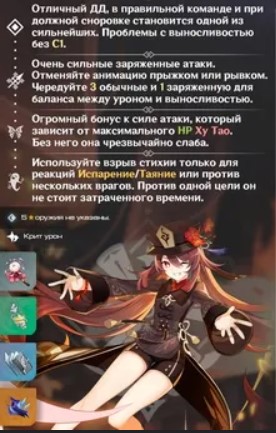 Отличный ДД, в правильной команде и при
должной сноровке становится одной из
сильнейших. Проблемы с выносливостью
без С1.
Очень сильные заряженные атаки.
Отменяйте анимацию прыжком или рывком.
Чередуйте 3 обычные и 1 заряженную для
баланса между уроном и выносливостью.
Огромный бонус к силе атаки, который
зависит от максимального HP Ху Тао.
Без него она чрезвычайно слаба.
Используйте взрыв стихии только для
реакций Испарение/Таяние или против
нескольких врагов. Против одной цели он
не стоит затраченного времени.
5★ оружия не указаны.
Крит урон